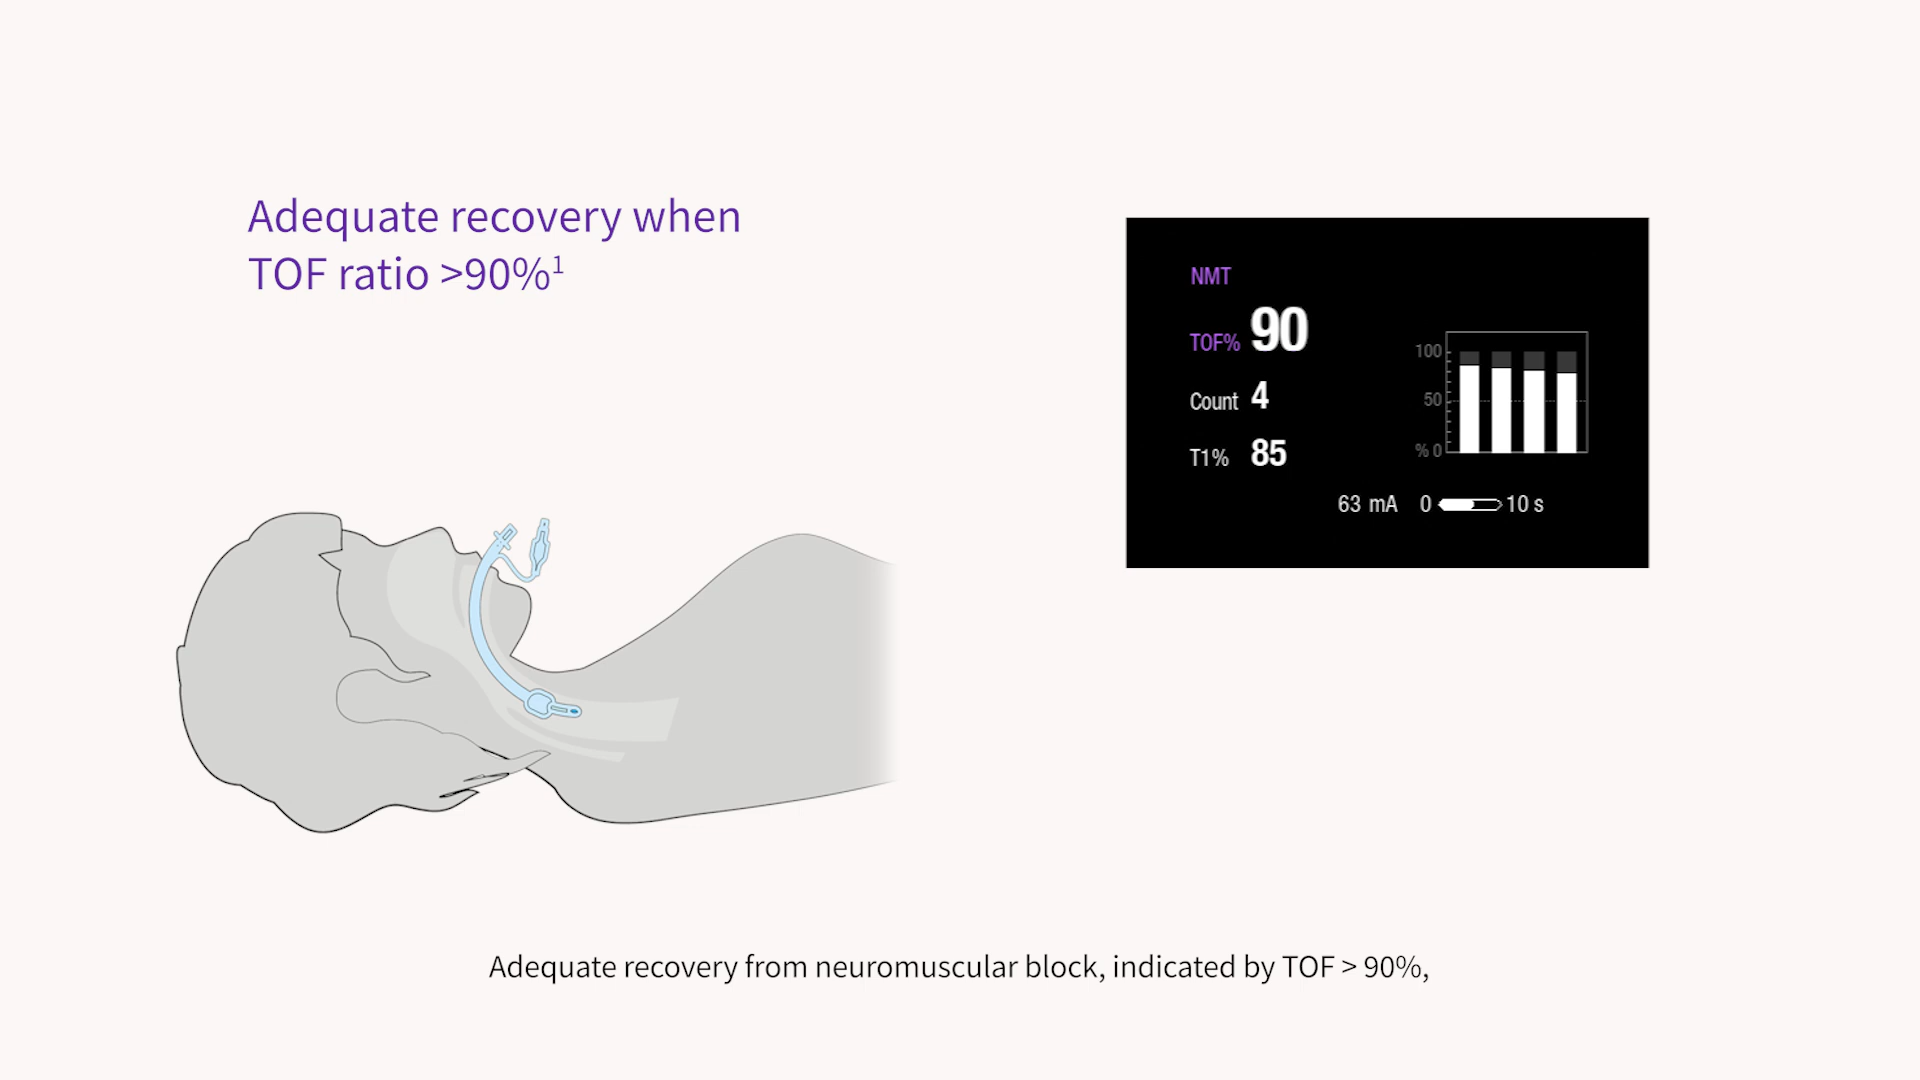 Adequate recovery when
TOF ratio >90%¹
NMT
TOF% 90
Count 4
T1% 85
100
50
% 0
63 mA 0 10 s
Adequate recovery from neuromuscular block, indicated by TOF > 90%,